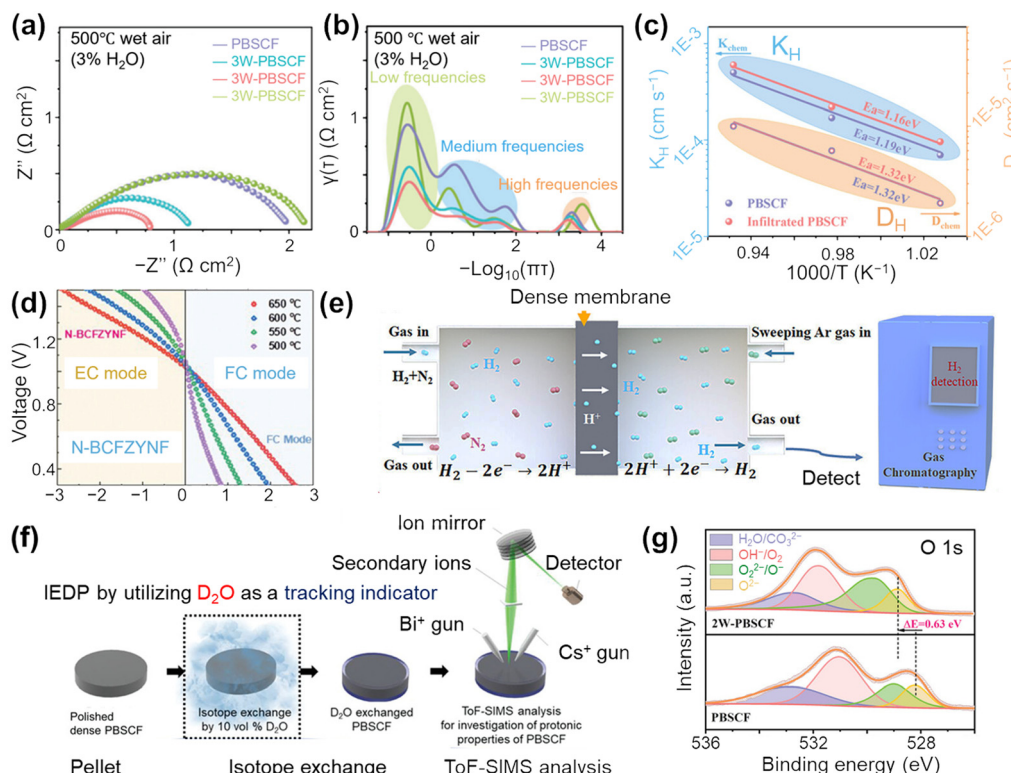 (a)
500℃ wet air
(3% H₂O)
PBSCF
3W-PBSCF
3W-PBSCF
3W-PBSCF
Z'' (Ω cm²)
1
0
0
1
2
−Z'' (Ω cm²)
(b)
500 ℃ wet air
(3% H₂O)
PBSCF
3W-PBSCF
3W-PBSCF
3W-PBSCF
Low frequencies
Medium frequencies
High frequencies
γ(τ)
1
0
−2
0
2
4
−Log₁₀(πτ)
(c)
1E-3
1E-4
1E-5
K_H (cm s⁻¹)
K_chem
K_H
Ea=1.16eV
Ea=1.19eV
Ea=1.32eV
Ea=1.32eV
PBSCF
Infiltrated PBSCF
D_H
D_chem
1E-5
1E-6
0.94
0.98
1.02
1000/T (K⁻¹)
(d)
650 ℃
600 ℃
550 ℃
500 ℃
N-BCFZYNF
EC mode
FC mode
N-BCFZYNF
FC Mode
Voltage (V)
1.2
0.8
0.4
−3
−2
−1
0
1
2
3
(e)
Dense membrane
Gas in
H₂+N₂
H₂
N₂
Gas out
H₂ − 2e⁻ → 2H⁺
H⁺
H₂
Sweeping Ar gas in
Gas out
H₂
2H⁺ + 2e⁻ → H₂
Detect
H₂
detection
Gas
Chromatography
(f)
Ion mirror
Secondary ions
Detector
IEDP by utilizing D₂O as a tracking indicator
Bi⁺ gun
Cs⁺ gun
Polished
dense PBSCF
Isotope exchange
by 10 vol % D₂O
D₂O exchanged
PBSCF
ToF-SIMS analysis
for investigation of protonic
properties of PBSCF
Pellet
Isotope exchange
ToF-SIMS analysis
(g)
H₂O/CO₃²⁻
OH⁻/O₂
O₂²⁻/O⁻
O²⁻
O 1s
2W-PBSCF
ΔE=0.63 eV
PBSCF
Intensity (a.u.)
536
532
528
Binding energy (eV)